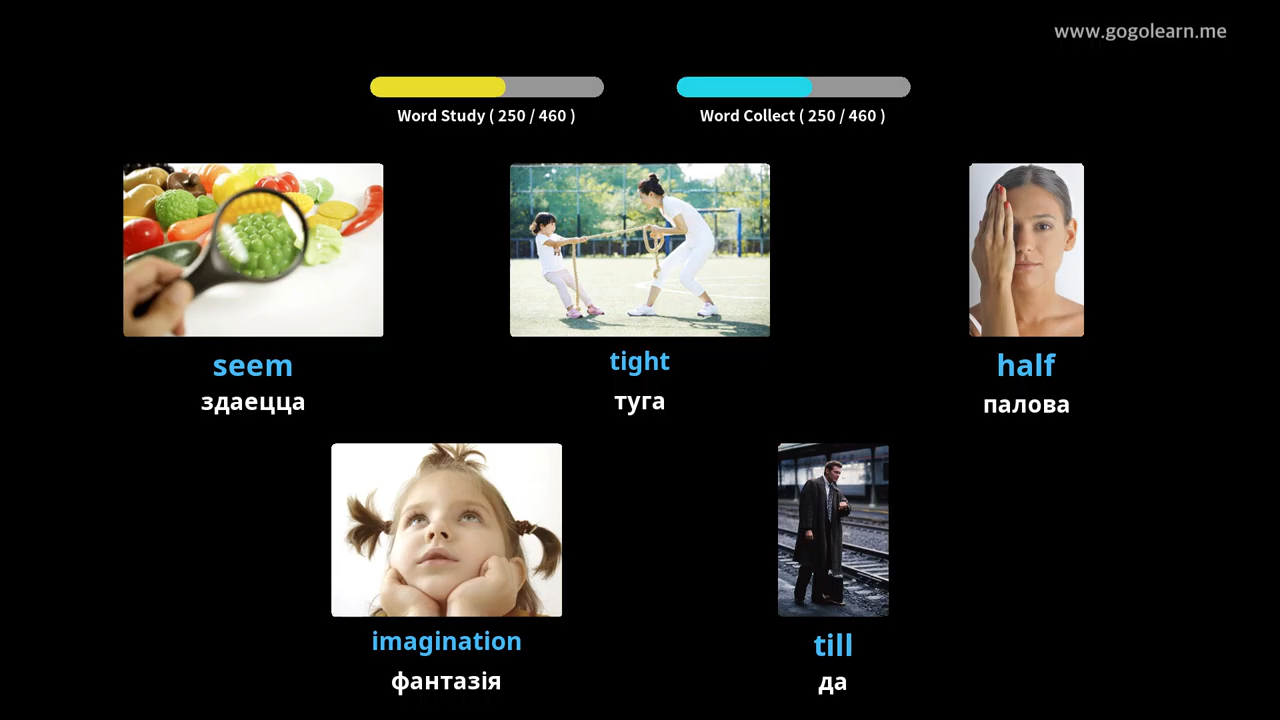 www.gogolearn.me
Word Study ( 250 / 460 )
Word Collect ( 250 / 460 )
seem
здаецца
tight
туга
half
палова
imagination
фантазія
till
да